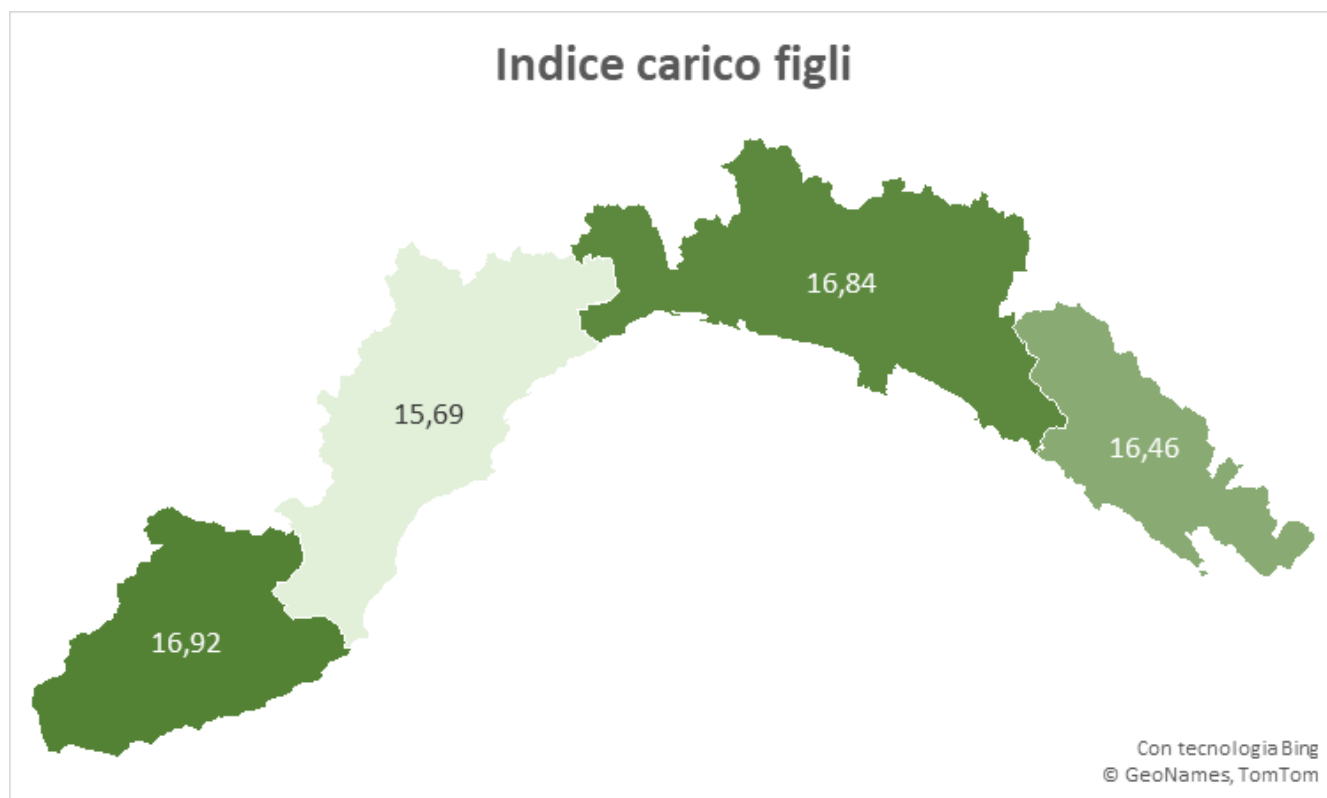 Indice carico figli
16,84
15,69
16,46
16,92
Con tecnologia Bing
© GeoNames, TomTom